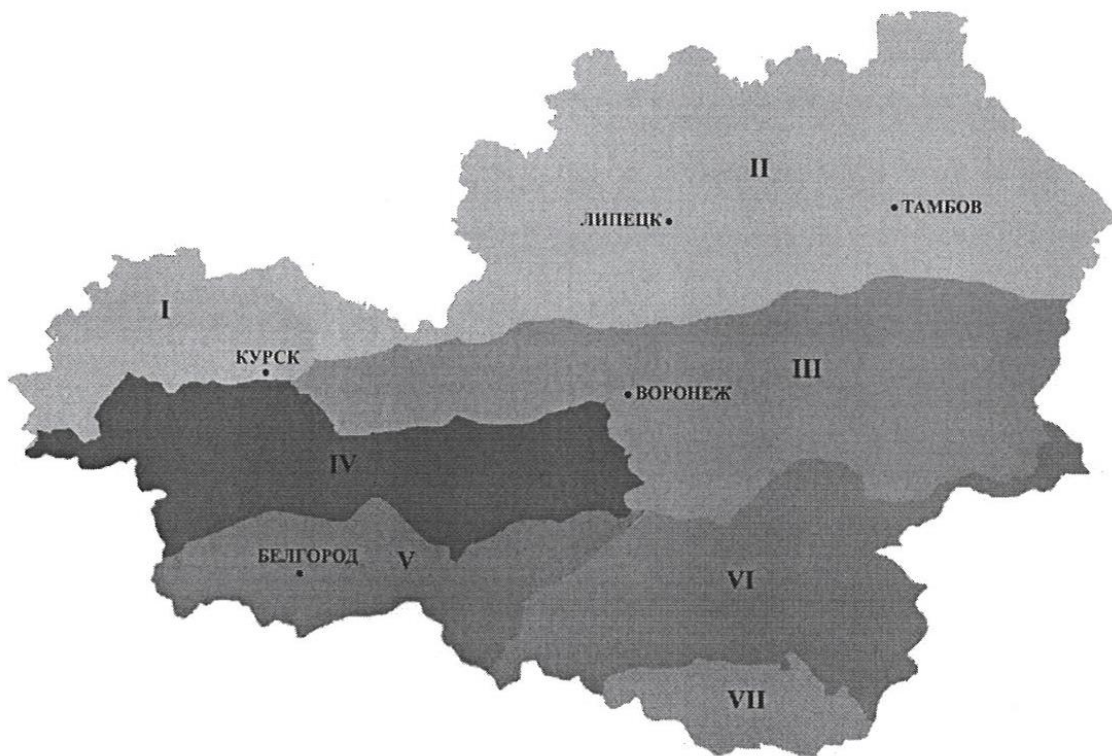 II
ЛИПЕЦК
ТАМБОВ
I
КУРСК
III
ВОРОНЕЖ
IV
БЕЛГОРОД
V
VI
VII